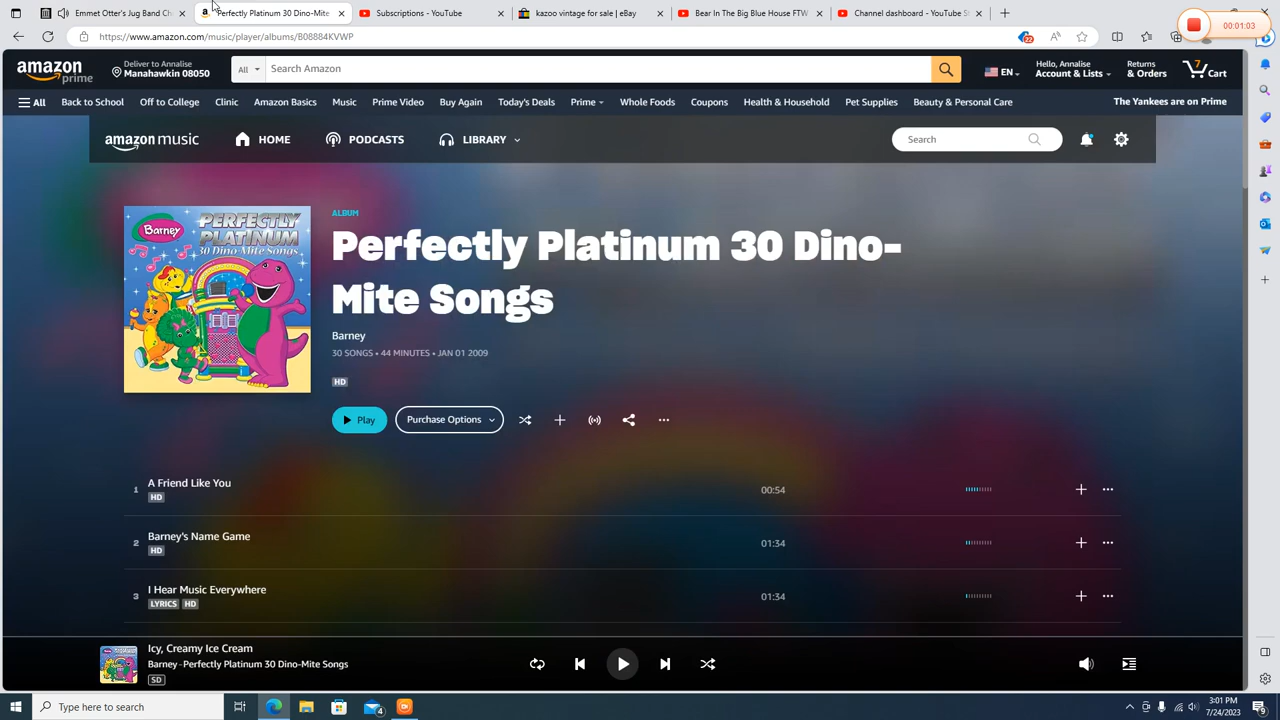 Emmet Otter's Jug Band Ch
Perfectly Platinum 30 Dino-Mite
Subscriptions - YouTube
kazoo vintage for sale | eBay
Bear In The Big Blue House FTW
Channel dashboard - YouTube St
00:01:03
https://www.amazon.com/music/player/albums/B08884KVWP
22
amazon prime
Deliver to Annalise
Manahawkin 08050
All
Search Amazon
EN
Hello, Annalise
Account & Lists
Returns
& Orders
7
Cart
All
Back to School
Off to College
Clinic
Amazon Basics
Music
Prime Video
Buy Again
Today's Deals
Prime
Whole Foods
Coupons
Health & Household
Pet Supplies
Beauty & Personal Care
The Yankees are on Prime
amazon music
HOME
PODCASTS
LIBRARY
Search
Barney
PERFECTLY
PLATINUM
30 Dino-Mite Songs
ALBUM
Perfectly Platinum 30 Dino-
Mite Songs
Barney
30 SONGS • 44 MINUTES • JAN 01 2009
HD
Play
Purchase Options
1
A Friend Like You
HD
00:54
2
Barney's Name Game
HD
01:34
3
I Hear Music Everywhere
LYRICS HD
01:34
Icy, Creamy Ice Cream
Barney - Perfectly Platinum 30 Dino-Mite Songs
SD
Type here to search
4
3:01 PM
7/24/2023
9